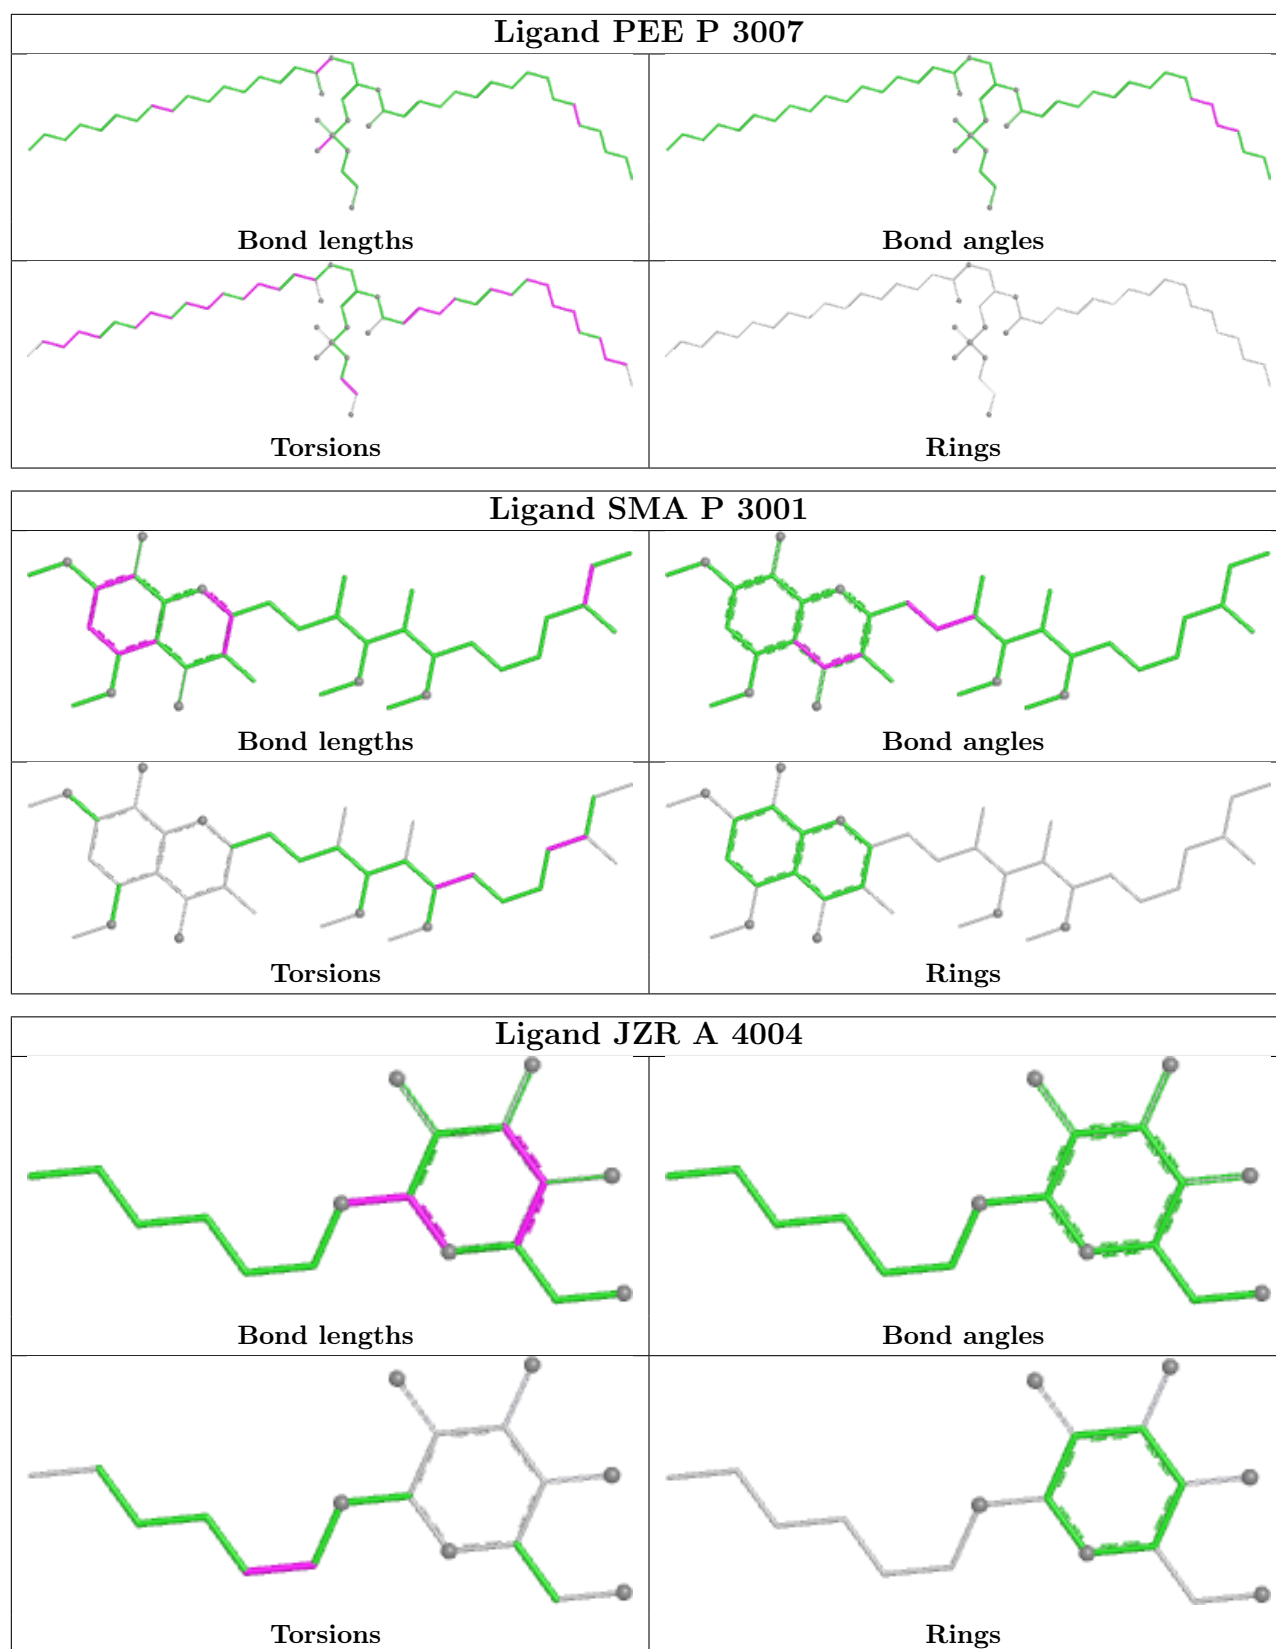 Ligand PEE P 3007
Bond lengths
Bond angles
Torsions
Rings
Ligand SMA P 3001
Bond lengths
Bond angles
Torsions
Rings
Ligand JZR A 4004
Bond lengths
Bond angles
Torsions
Rings